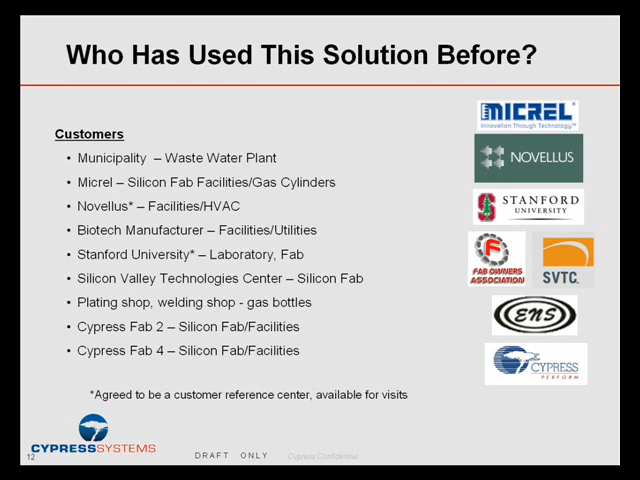 Who Has Used This Solution Before?
Customers
• Municipality – Waste Water Plant
• Micrel – Silicon Fab Facilities/Gas Cylinders
• Novellus* – Facilities/HVAC
• Biotech Manufacturer – Facilities/Utilities
• Stanford University* – Laboratory, Fab
• Silicon Valley Technologies Center – Silicon Fab
• Plating shop, welding shop - gas bottles
• Cypress Fab 2 – Silicon Fab/Facilities
• Cypress Fab 4 – Silicon Fab/Facilities
*Agreed to be a customer reference center, available for visits
MICREL
Innovation Through Technology™
NOVELLUS
STANFORD
UNIVERSITY
F
FAB OWNERS
ASSOCIATION
SVTC
ENS
CYPRESS
PERFORM
CYPRESSSYSTEMS
12
DRAFT ONLY
Cypress Confidential